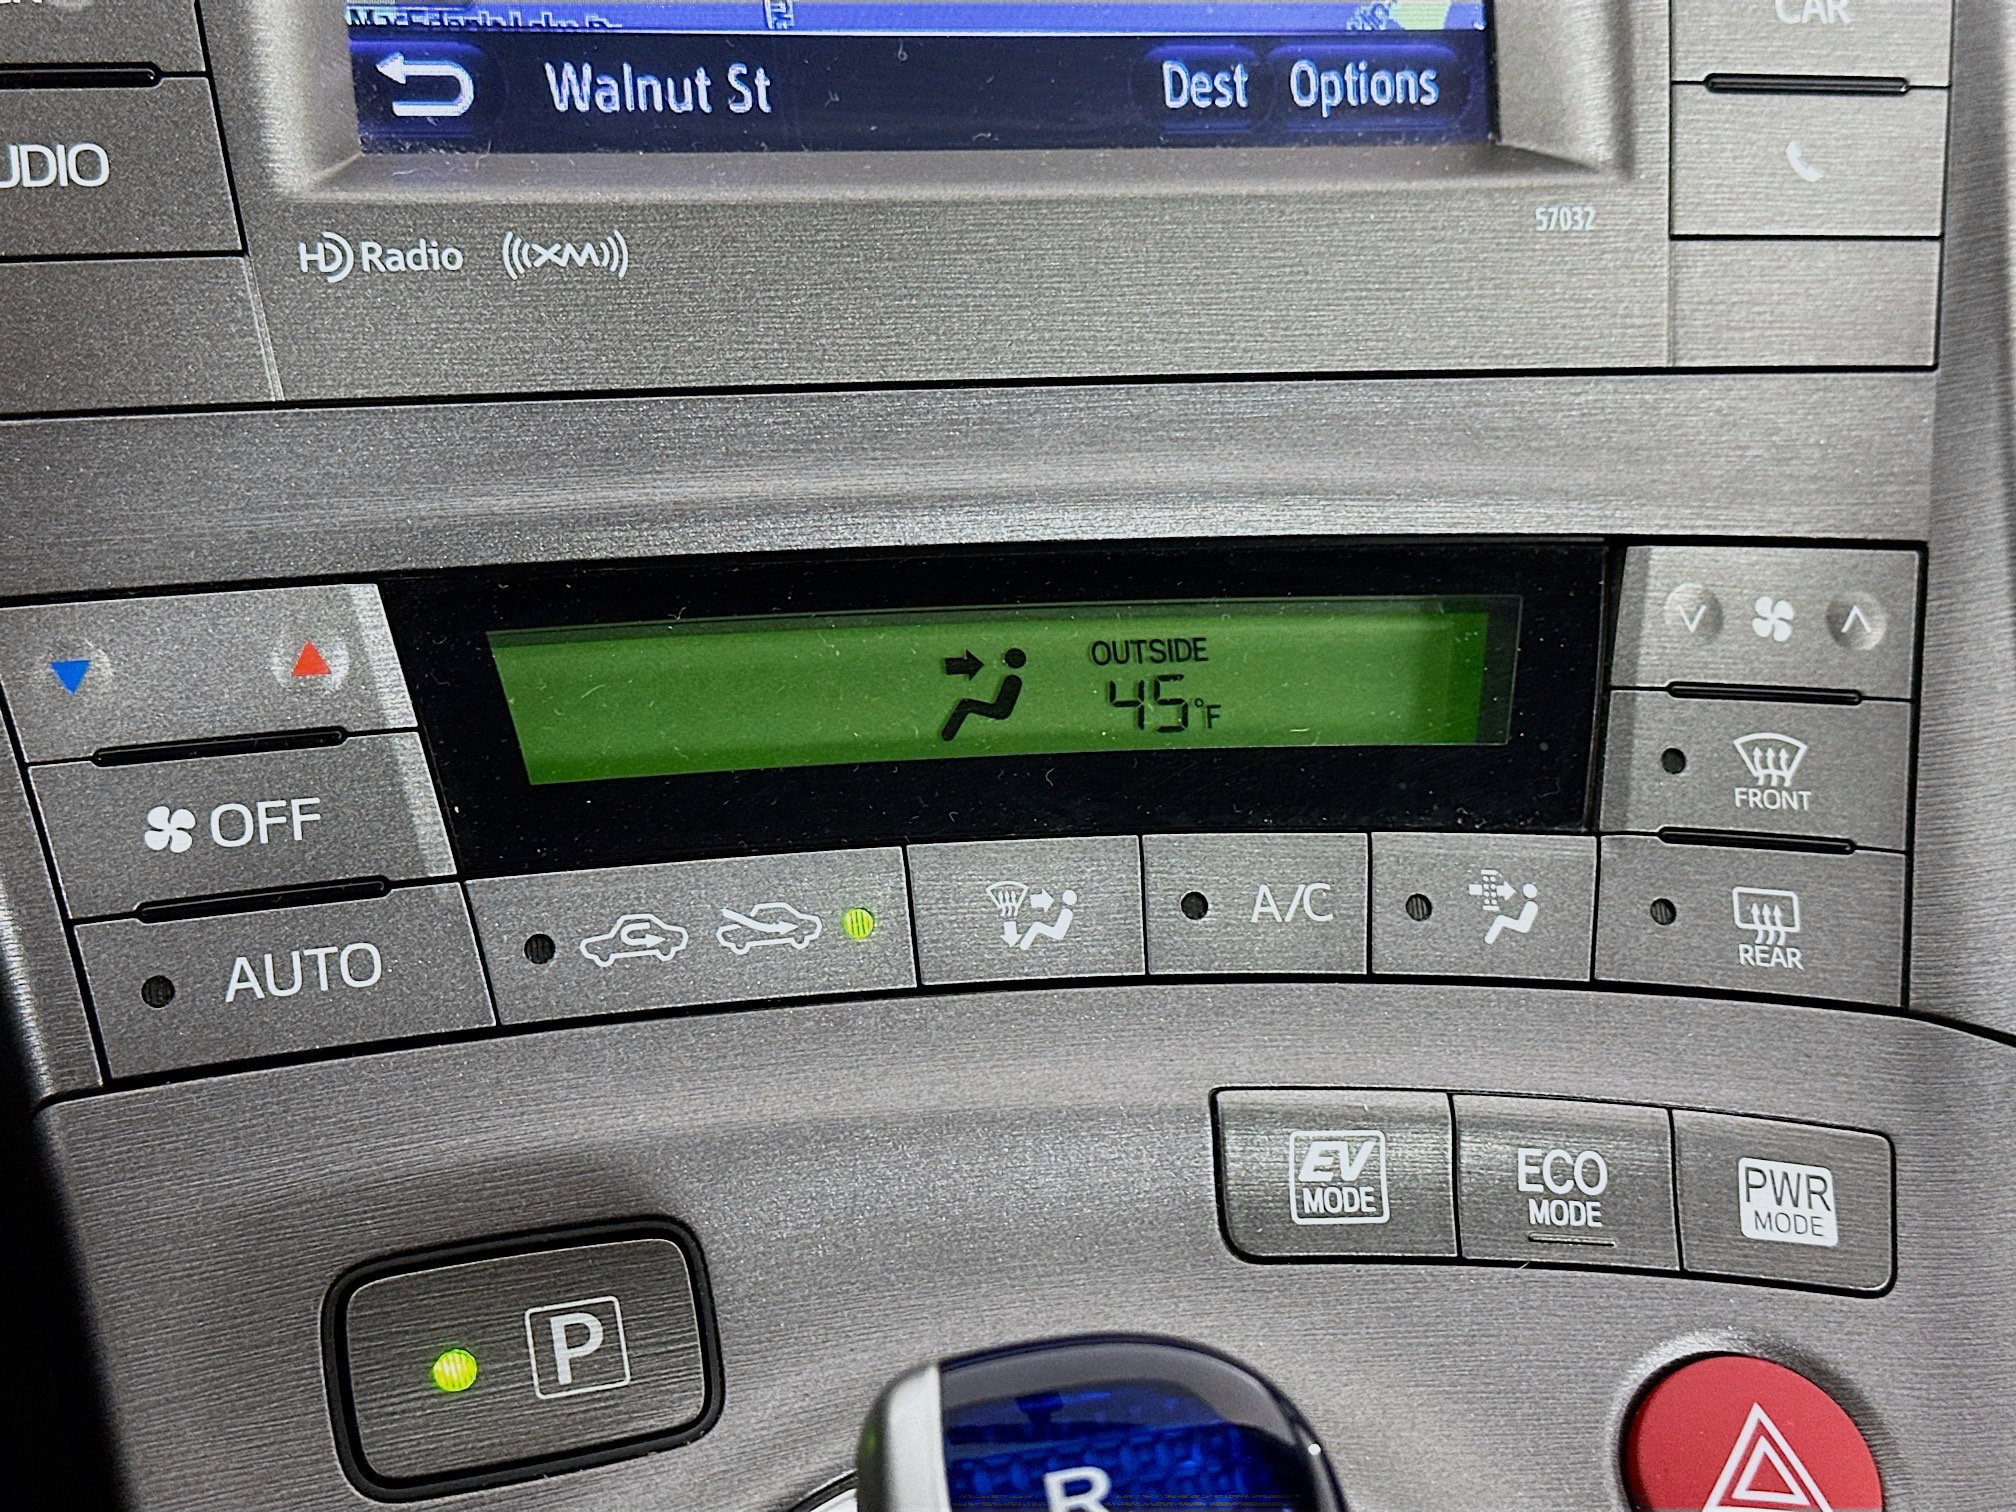 CAR
Walnut St Dest Options
UDIO
57032
HD Radio ((XM))
OUTSIDE
45°F
OFF
FRONT
AUTO
A/C
REAR
EV
MODE
ECO
MODE
PWR
MODE
P
R